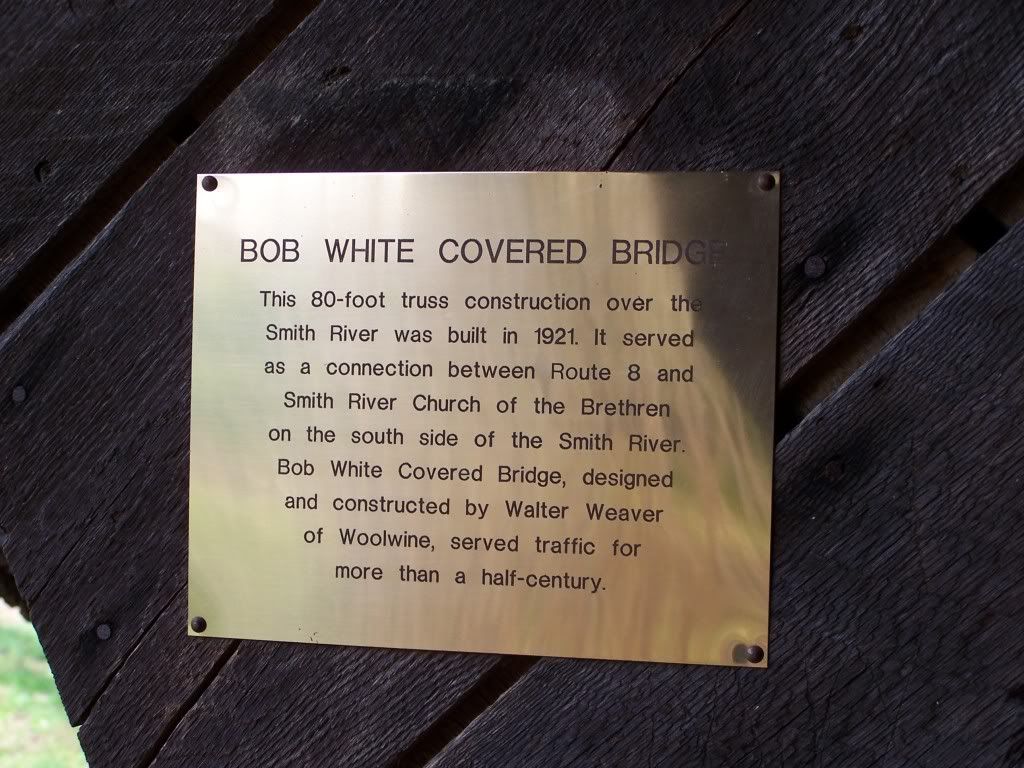 BOB WHITE COVERED BRIDGE
This 80-foot truss construction over the
Smith River was built in 1921. It served
as a connection between Route 8 and
Smith River Church of the Brethren
on the south side of the Smith River.
Bob White Covered Bridge, designed
and constructed by Walter Weaver
of Woolwine, served traffic for
more than a half-century.